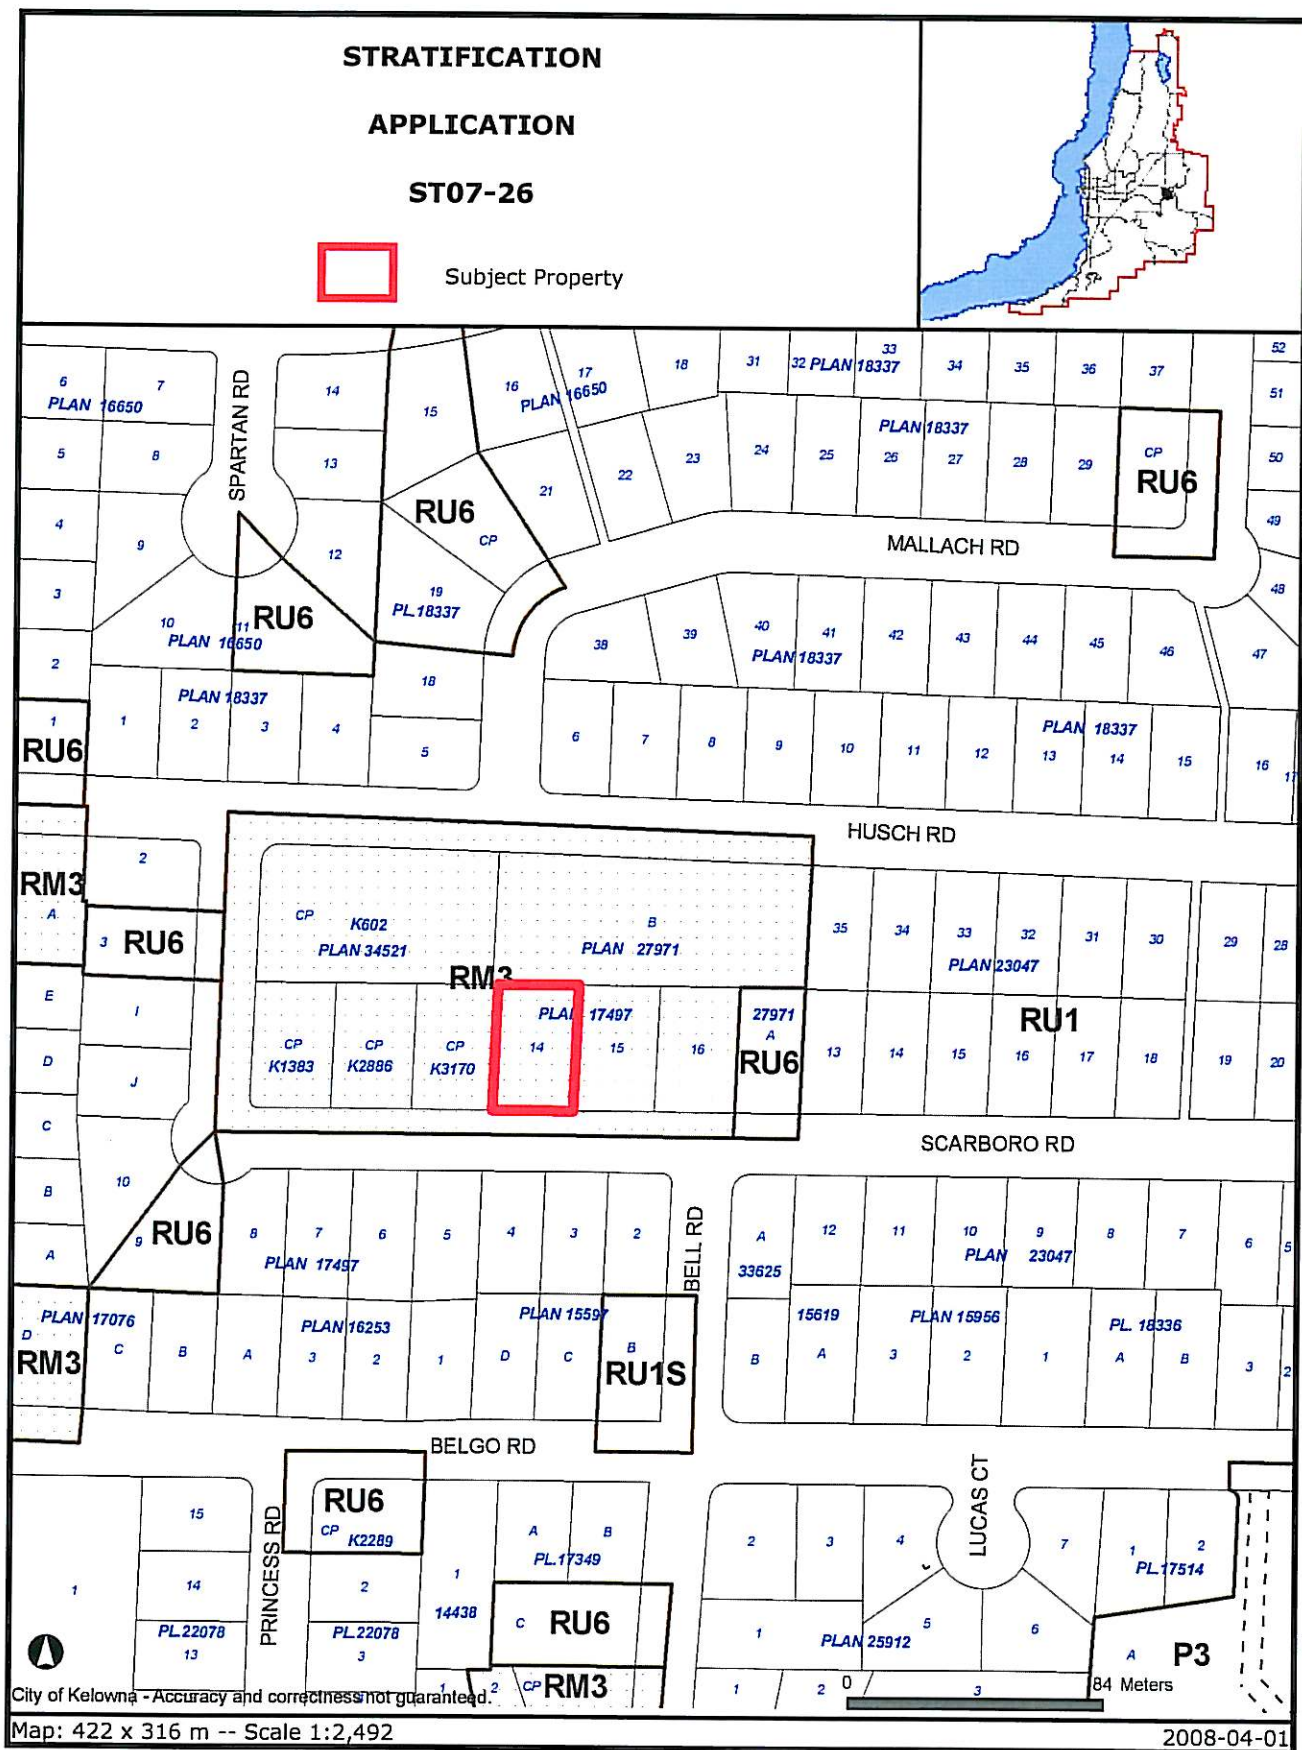 STRATIFICATION
APPLICATION
ST07-26
Subject Property
6
7
PLAN 16650
14
15
16
17
PLAN 16650
18
31
32
33
PLAN 18337
34
35
36
37
52
51
SPARTAN RD
5
8
13
RU6
CP
21
22
23
24
25
PLAN 18337
26
27
28
29
CP
RU6
50
49
4
9
12
MALLACH RD
48
3
10
11
PLAN 16650
RU6
19
PL.18337
38
39
40
41
PLAN 18337
42
43
44
45
46
47
2
18
1
RU6
1
PLAN 18337
2
3
4
5
6
7
8
9
10
11
12
PLAN 18337
13
14
15
16
17
HUSCH RD
RM3
A
2
3
RU6
CP
K602
PLAN 34521
B
PLAN 27971
RM3
35
34
33
32
PLAN 23047
31
30
29
28
E
D
C
B
A
I
J
CP
K1383
CP
K2886
CP
K3170
PLAN 17497
14
15
16
27971
A
RU6
13
14
15
RU1
16
17
18
19
20
SCARBORO RD
10
9
RU6
8
7
6
5
4
3
2
PLAN 17497
BELL RD
A
33625
12
11
10
9
PLAN 23047
8
7
6
5
PLAN 17076
D
RM3
C
B
A
PLAN 16253
3
2
1
D
PLAN 15597
C
B
RU1S
B
15619
A
PLAN 15956
3
2
1
PL. 18336
A
B
3
2
BELGO RD
15
14
PL.22078
13
1
PRINCESS RD
RU6
CP
K2289
2
PL.22078
3
1
14438
A
B
PL.17349
C
RU6
1
2
CP
RM3
2
3
4
LUCAS CT
7
1
2
PL.17514
1
PLAN 25912
5
6
A
P3
1
2
3
0
84 Meters
City of Kelowna - Accuracy and correctness not guaranteed.
Map: 422 x 316 m -- Scale 1:2,492
2008-04-01